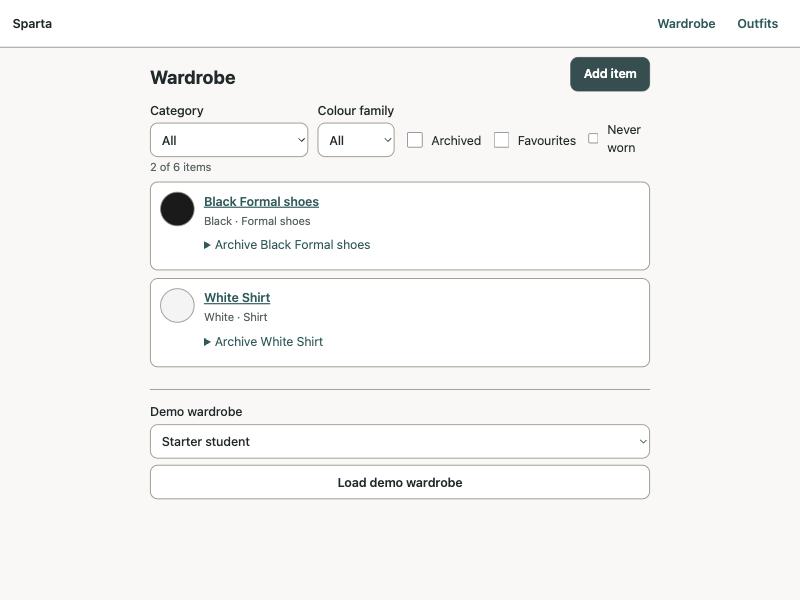 Sparta
Wardrobe
Outfits
Wardrobe
Add item
Category
Colour family
All
All
Archived
Favourites
Never
worn
2 of 6 items
Black Formal shoes
Black · Formal shoes
Archive Black Formal shoes
White Shirt
White · Shirt
Archive White Shirt
Demo wardrobe
Starter student
Load demo wardrobe